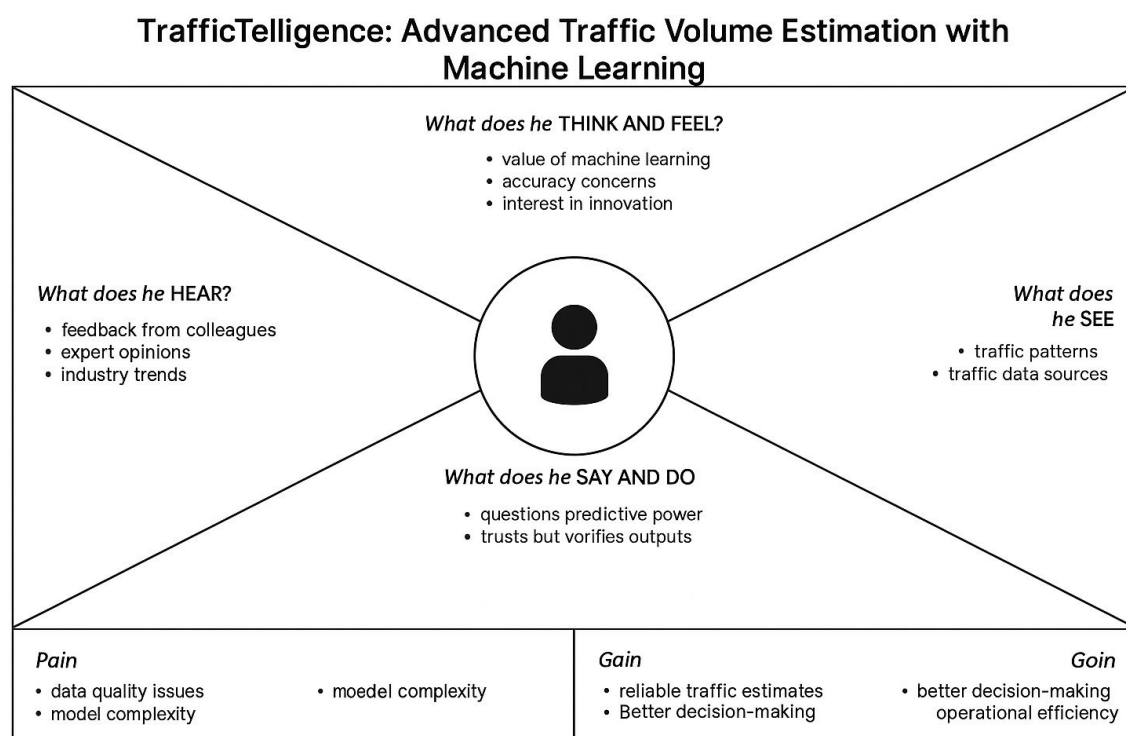 TrafficTelligence: Advanced Traffic Volume Estimation with
Machine Learning
What does he THINK AND FEEL?
• value of machine learning
• accuracy concerns
• interest in innovation
What does he HEAR?
• feedback from colleagues
• expert opinions
• industry trends
What does
he SEE
• traffic patterns
• traffic data sources
What does he SAY AND DO
• questions predictive power
• trusts but vorifies outputs
Pain
• data quality issues
• model complexity
• moedel complexity
Gain
• reliable traffic estimates
• Better decision-making
Goin
• better decision-making
operational efficiency